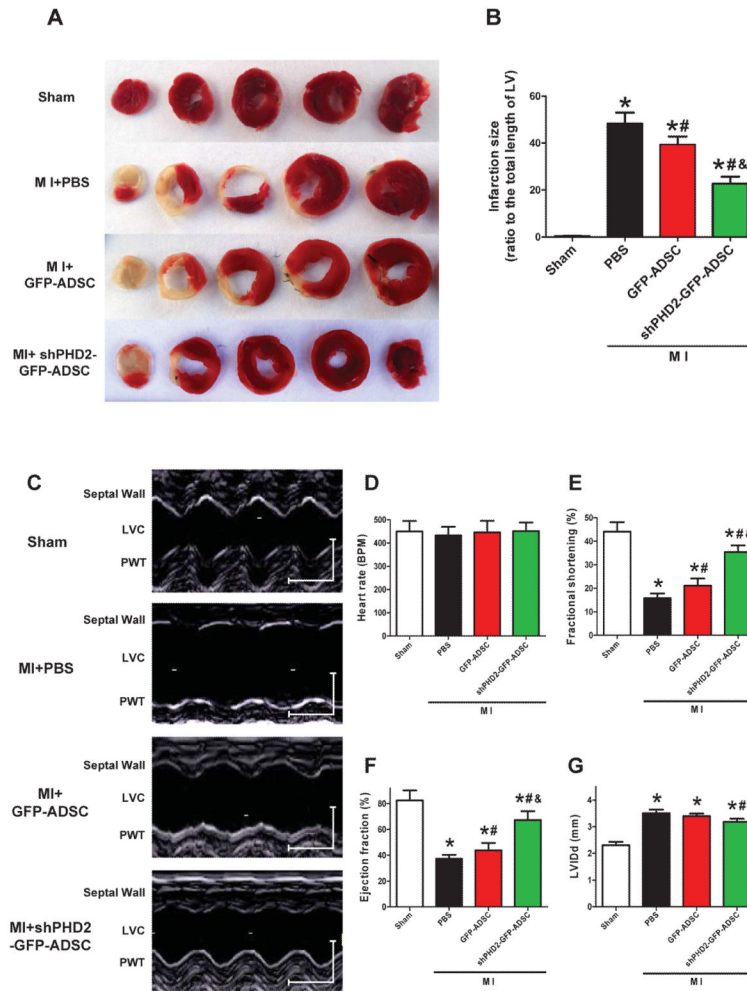 A
Sham
M I+PBS
M I+
GFP-ADSC
MI+ shPHD2-
GFP-ADSC
B
Infarction size
(ratio to the total length of LV)
60
40
20
0
*
*#
*#&
Sham
PBS
GFP-ADSC
shPHD2-GFP-ADSC
M I
C
Sham
Septal Wall
LVC
PWT
MI+PBS
Septal Wall
LVC
PWT
MI+
GFP-ADSC
Septal Wall
LVC
PWT
MI+shPHD2
-GFP-ADSC
Septal Wall
LVC
PWT
D
Heart rate (BPM)
500
400
300
200
100
0
Sham
PBS
GFP-ADSC
shPHD2-GFP-ADSC
M I
E
Fractional shortening (%)
60
40
20
0
*
*#
*#&
Sham
PBS
GFP-ADSC
shPHD2-GFP-ADSC
M I
F
Ejection fraction (%)
100
80
60
40
20
0
*
*#
*#&
Sham
PBS
GFP-ADSC
shPHD2-GFP-ADSC
M I
G
LVIDd (mm)
4
3
2
1
0
*
*
*#
Sham
PBS
GFP-ADSC
shPHD2-GFP-ADSC
M I